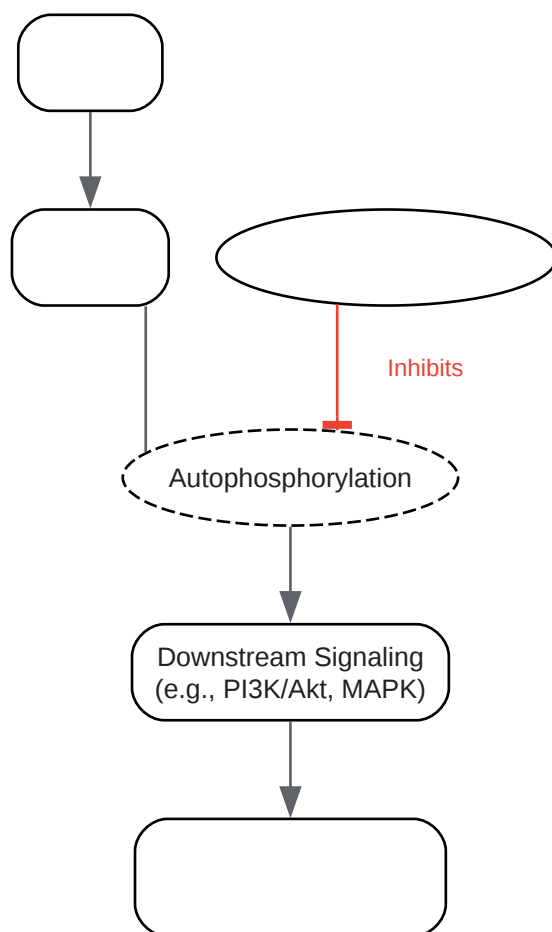 Inhibits
Autophosphorylation
Downstream Signaling
(e.g., PI3K/Akt, MAPK)